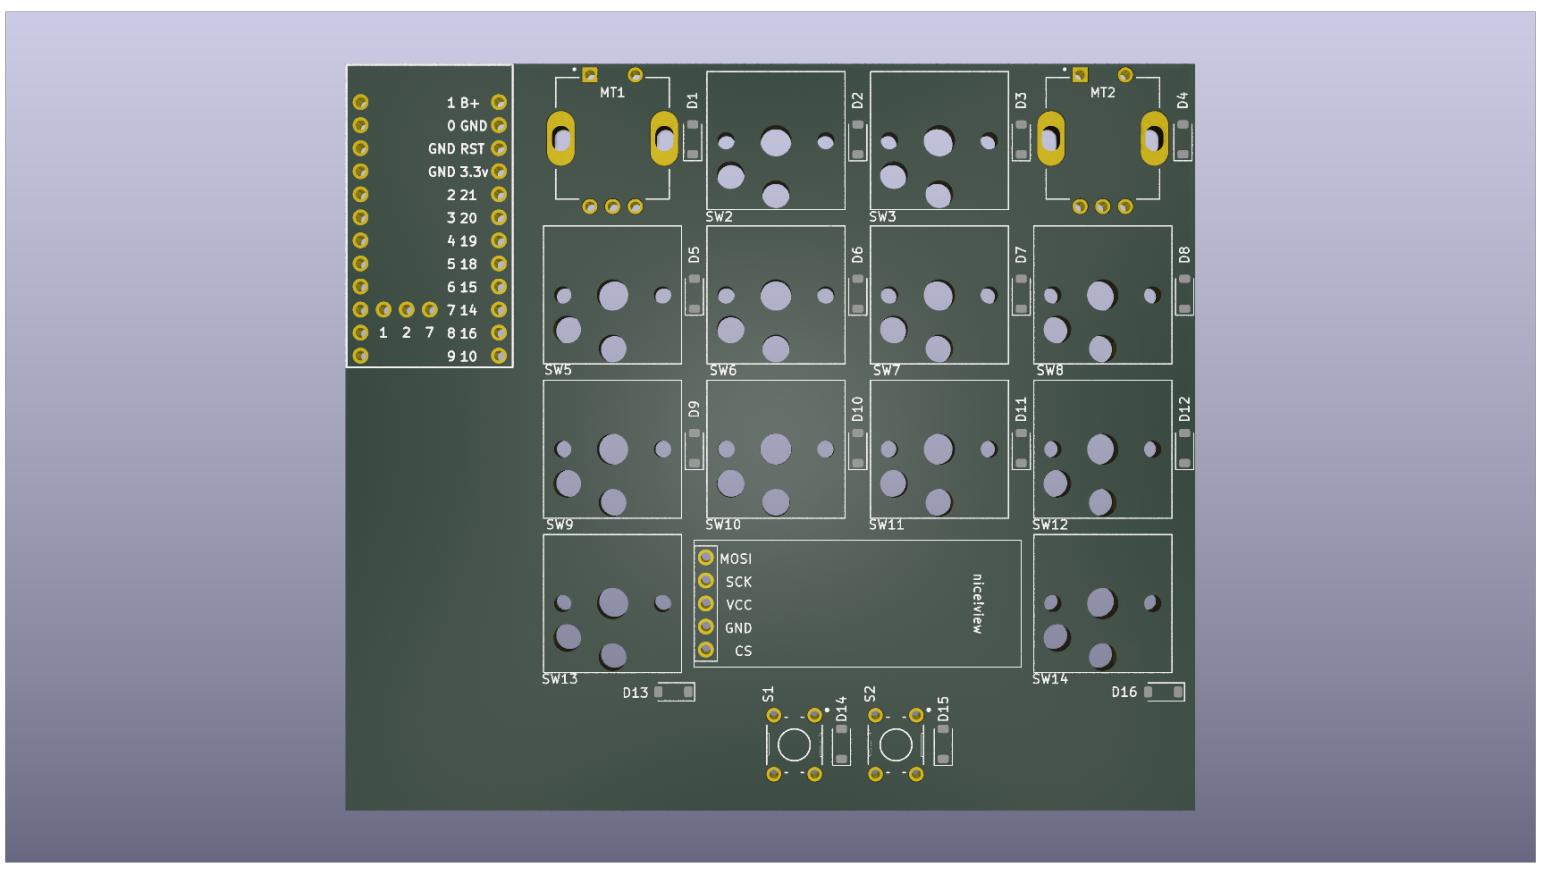 1 B+
0 GND
GND RST
GND 3.3v
2 21
3 20
4 19
5 18
6 15
7 14
1 2 7 8 16
9 10
MT1
D1
D2
D3
MT2
D4
SW2
SW3
D5
D6
D7
D8
SW5
SW6
SW7
SW8
D9
D10
D11
D12
SW9
SW10
SW11
SW12
MOSI
SCK
VCC
GND
CS
nice!view
SW13
SW14
D13
D16
S1
D14
S2
D15